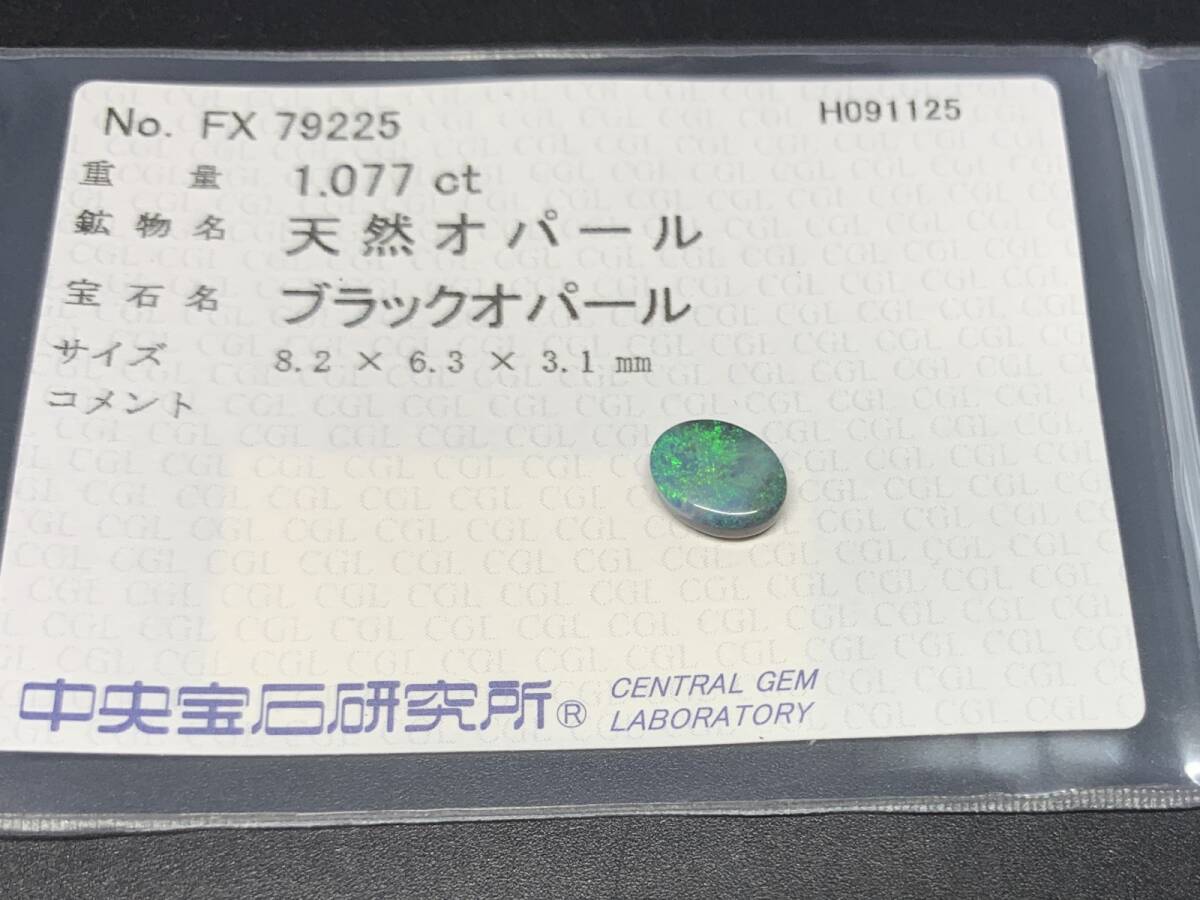 No. FX 79225 H091125
重量 1.077 ct
鉱物名 天然オパール
宝石名 ブラックオパール
サイズ 8.2 × 6.3 × 3.1 mm
コメント
中央宝石研究所® CENTRAL GEM LABORATORY